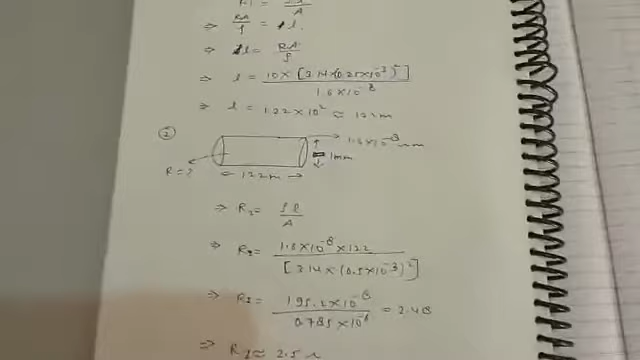 ⇒ RA/ρ = l.
⇒ l = RA/ρ
⇒ l = 10 × [3.14 × (0.25 × 10⁻³)²] / 1.6 × 10⁻⁸
⇒ l = 1.22 × 10² ≈ 122 m
②
1.6 × 10⁻⁸
1mm
R = ?
122 m
⇒ R₂ = ρl/A
⇒ R₂ = 1.6 × 10⁻⁸ × 122 / [3.14 × (0.5 × 10⁻³)²]
⇒ R₂ = 195.2 × 10⁻⁸ / 0.785 × 10⁻⁶ = 2.48
⇒ R₂ ≈ 2.5 Ω